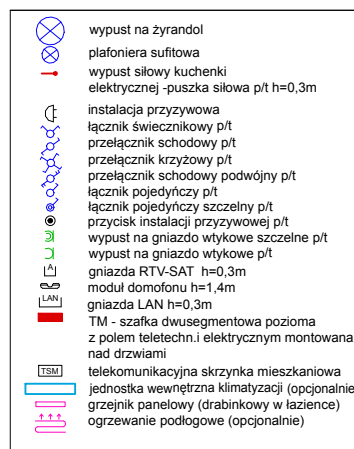 wypust na żyrandol
plafoniera sufitowa
wypust siłowy kuchenki
elektrycznej -puszka siłowa p/t h=0,3m
instalacja przyzywowa
łącznik świecznikowy p/t
przełącznik schodowy p/t
przełącznik krzyżowy p/t
przełącznik schodowy podwójny p/t
łącznik pojedyńczy p/t
łącznik pojedyńczy szczelny p/t
przycisk instalacji przyzywowej p/t
wypust na gniazdo wtykowe szczelne p/t
wypust na gniazdo wtykowe p/t
A gniazda RTV-SAT h=0,3m
moduł domofonu h=1,4m
LAN gniazda LAN h=0,3m
TM - szafka dwusegmentowa pozioma
z polem teletechn.i elektrycznym montowana
nad drzwiami
TSM telekomunikacyjna skrzynka mieszkaniowa
jednostka wewnętrzna klimatyzacji (opcjonalnie
grzejnik panelowy (drabinkowy w łazience)
ogrzewanie podłogowe (opcjonalnie)